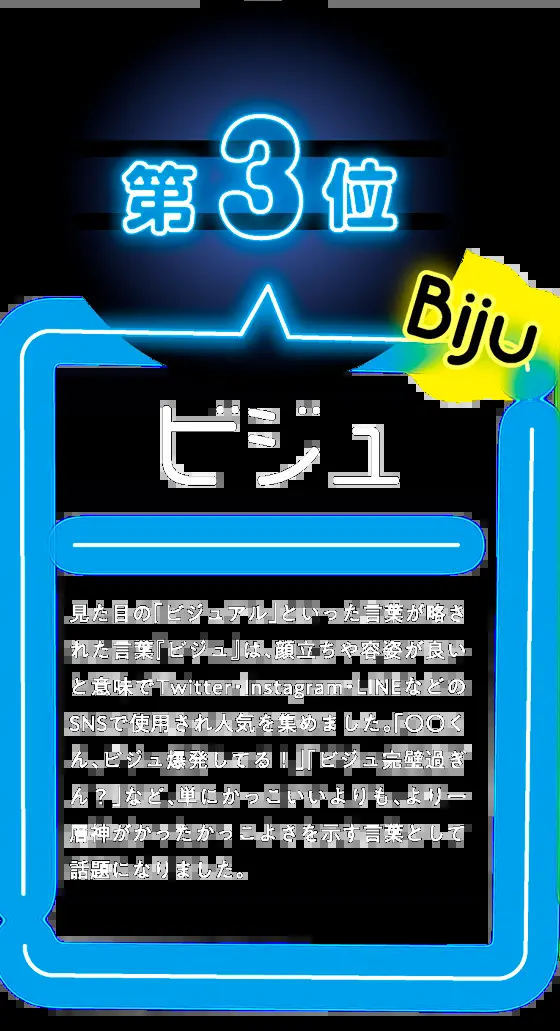 第3位
Biju
ビジュ
見た目の「ビジュアル」といった言葉が略さ
れた言葉「ビジュ」は、顔立ちや容姿が良い
と意味でTwitter・Instagram・LINEなどの
SNSで使用され人気を集めました。「〇〇く
ん、ビジュ爆発してる！」「ビジュ完璧過ぎ
ん？」など、単にかっこいいよりも、より一
層神がかったかっこよさを示す言葉として
話題になりました。